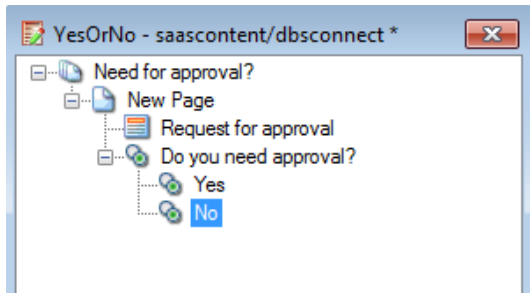 YesOrNo - saascontent/dbsconnect *
Need for approval?
New Page
Request for approval
Do you need approval?
Yes
No